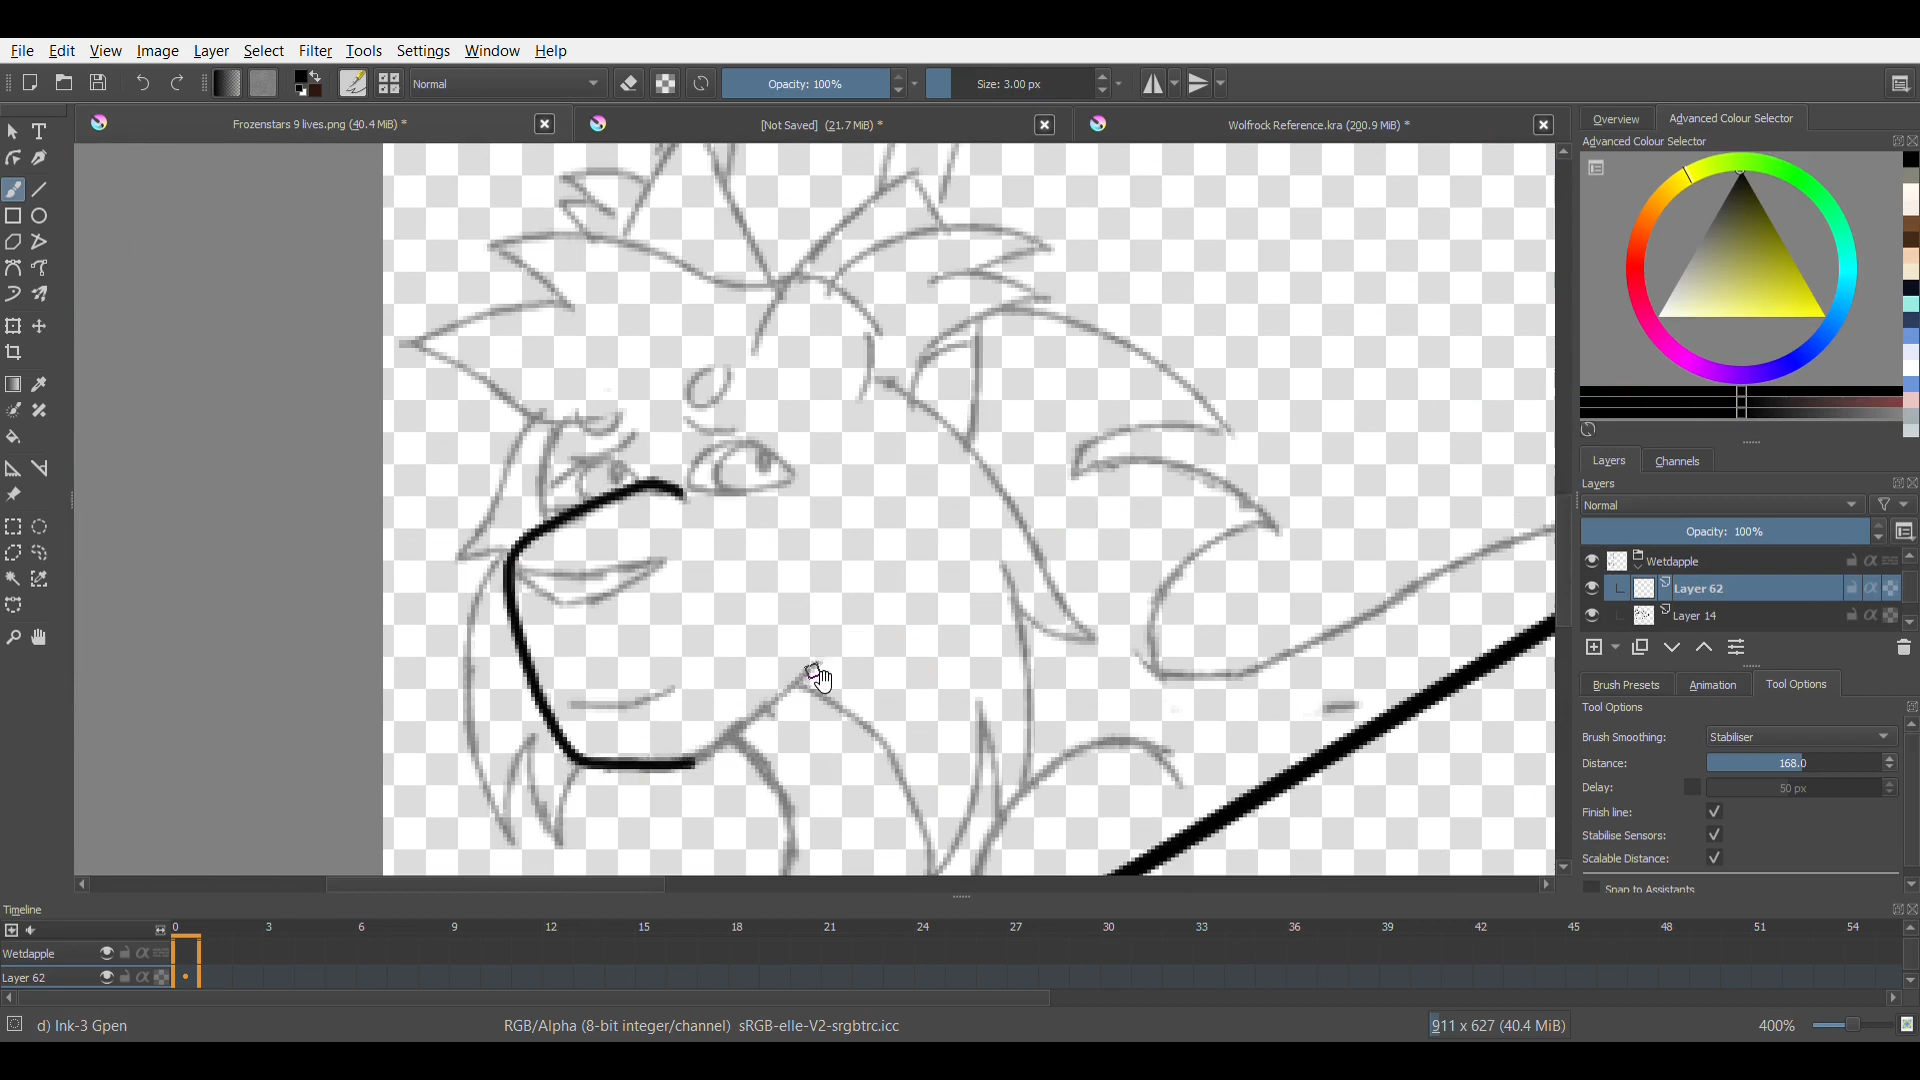 File Edit View Image Layer Select Filter Tools Settings Window Help
Normal Opacity: 100% Size: 3.00 px
Frozenstars 9 lives.png (40.4 MiB) * [Not Saved] (21.7 MiB) * Wolfrock Reference.kra (200.9 MiB) *
Overview Advanced Colour Selector
Advanced Colour Selector
Layers Channels
Layers
Normal
Opacity: 100%
Wetdapple
Layer 62
Layer 14
Brush Presets Animation Tool Options
Tool Options
Brush Smoothing: Stabiliser
Distance: 168.0
Delay: 50 px
Finish line:
Stabilise Sensors:
Scalable Distance:
Snap to Assistants
Timeline
0 3 6 9 12 15 18 21 24 27 30 33 36 39 42 45 48 51 54
Wetdapple
Layer 62
d) Ink-3 Gpen RGB/Alpha (8-bit integer/channel) sRGB-elle-V2-srgbtrc.icc 911 x 627 (40.4 MiB) 400%